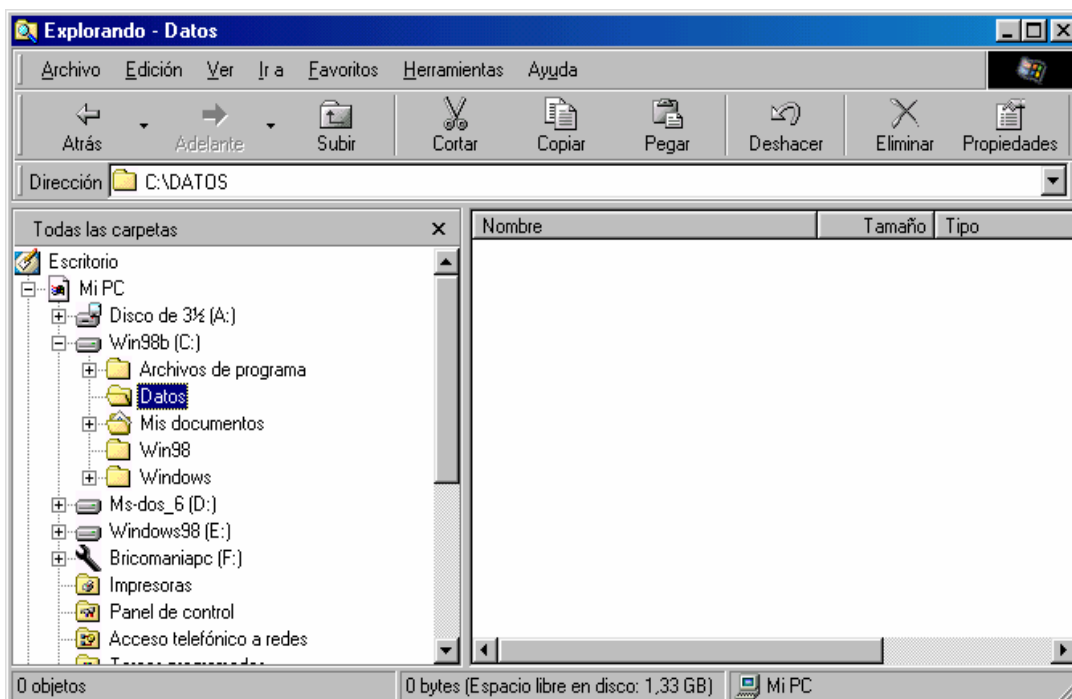 Explorando - Datos
Archivo Edición Ver Ir a Favoritos Herramientas Ayuda
Atrás Adelante Subir Cortar Copiar Pegar Deshacer Eliminar Propiedades
Dirección C:\DATOS
Todas las carpetas Nombre Tamaño Tipo
Escritorio
Mi PC
Disco de 3½ (A:)
Win98b (C:)
Archivos de programa
Datos
Mis documentos
Win98
Windows
Ms-dos_6 (D:)
Windows98 (E:)
Bricomaniapc (F:)
Impresoras
Panel de control
Acceso telefónico a redes
0 objetos 0 bytes (Espacio libre en disco: 1,33 GB) Mi PC